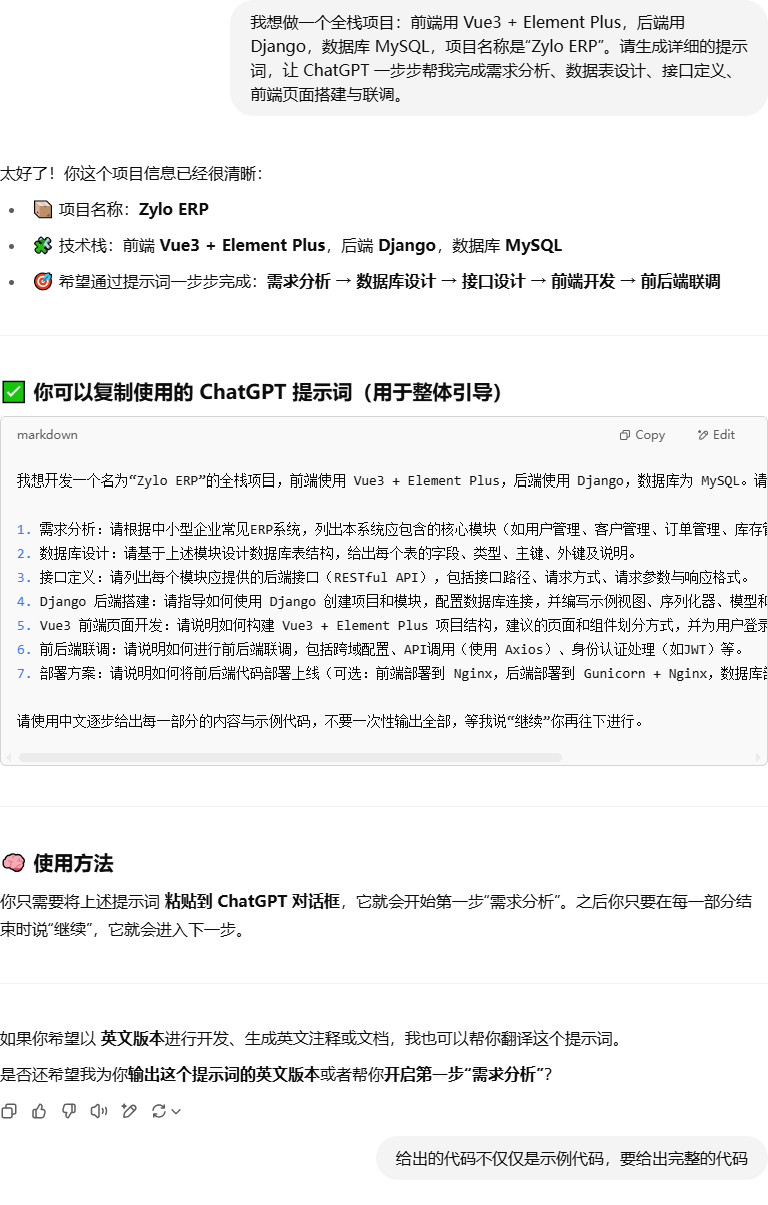 我想做一个全栈项目：前端用 Vue3 + Element Plus，后端用
Django，数据库 MySQL，项目名称是“Zylo ERP”。请生成详细的提示
词，让 ChatGPT 一步步帮我完成需求分析、数据表设计、接口定义、
前端页面搭建与联调。
太好了！你这个项目信息已经很清晰：
项目名称：Zylo ERP
技术栈：前端 Vue3 + Element Plus，后端 Django，数据库 MySQL
希望通过提示词一步步完成：需求分析 → 数据库设计 → 接口设计 → 前端开发 → 前后端联调
你可以复制使用的 ChatGPT 提示词（用于整体引导）
markdown Copy Edit
我想开发一个名为“Zylo ERP”的全栈项目，前端使用 Vue3 + Element Plus，后端使用 Django，数据库为 MySQL。请
1. 需求分析：请根据中小型企业常见ERP系统，列出本系统应包含的核心模块（如用户管理、客户管理、订单管理、库存管
2. 数据库设计：请基于上述模块设计数据库表结构，给出每个表的字段、类型、主键、外键及说明。
3. 接口定义：请列出每个模块应提供的后端接口（RESTful API），包括接口路径、请求方式、请求参数与响应格式。
4. Django 后端搭建：请指导如何使用 Django 创建项目和模块，配置数据库连接，并编写示例视图、序列化器、模型和
5. Vue3 前端页面开发：请说明如何构建 Vue3 + Element Plus 项目结构，建议的页面和组件划分方式，并为用户登录
6. 前后端联调：请说明如何进行前后端联调，包括跨域配置、API调用（使用 Axios）、身份认证处理（如JWT）等。
7. 部署方案：请说明如何将前后端代码部署上线（可选：前端部署到 Nginx，后端部署到 Gunicorn + Nginx，数据库部
请使用中文逐步给出每一部分的内容与示例代码，不要一次性输出全部，等我说“继续”你再往下进行。
使用方法
你只需要将上述提示词 粘贴到 ChatGPT 对话框，它就会开始第一步“需求分析”。之后你只要在每一部分结
束时说“继续”，它就会进入下一步。
如果你希望以 英文版本进行开发、生成英文注释或文档，我也可以帮你翻译这个提示词。
是否还希望我为你输出这个提示词的英文版本或者帮你开启第一步“需求分析”？
给出的代码不仅仅是示例代码，要给出完整的代码